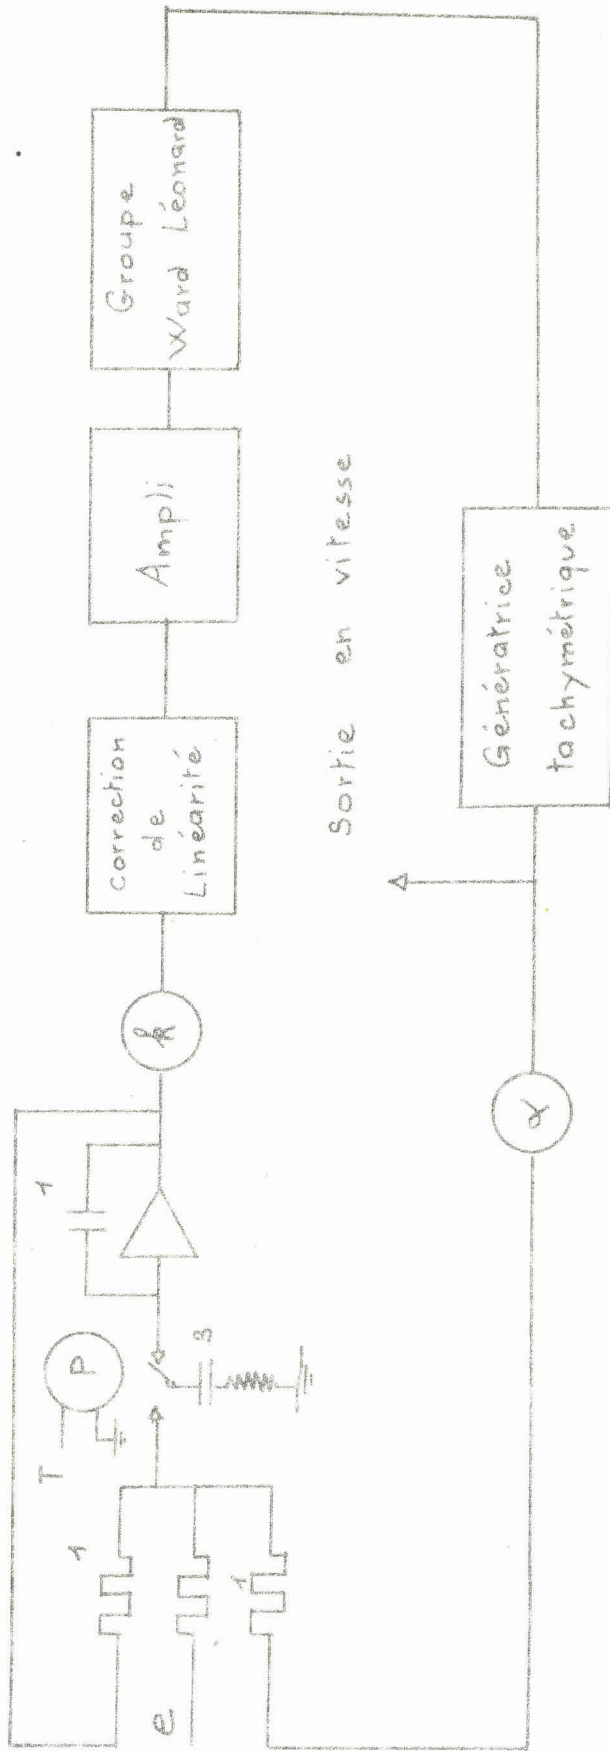 T
P
1
1
e
1
3
k
correction
de
Linéarité
Ampli
Groupe
Ward Léonard
Sortie en vitesse
α
Génératrice
tachymétrique